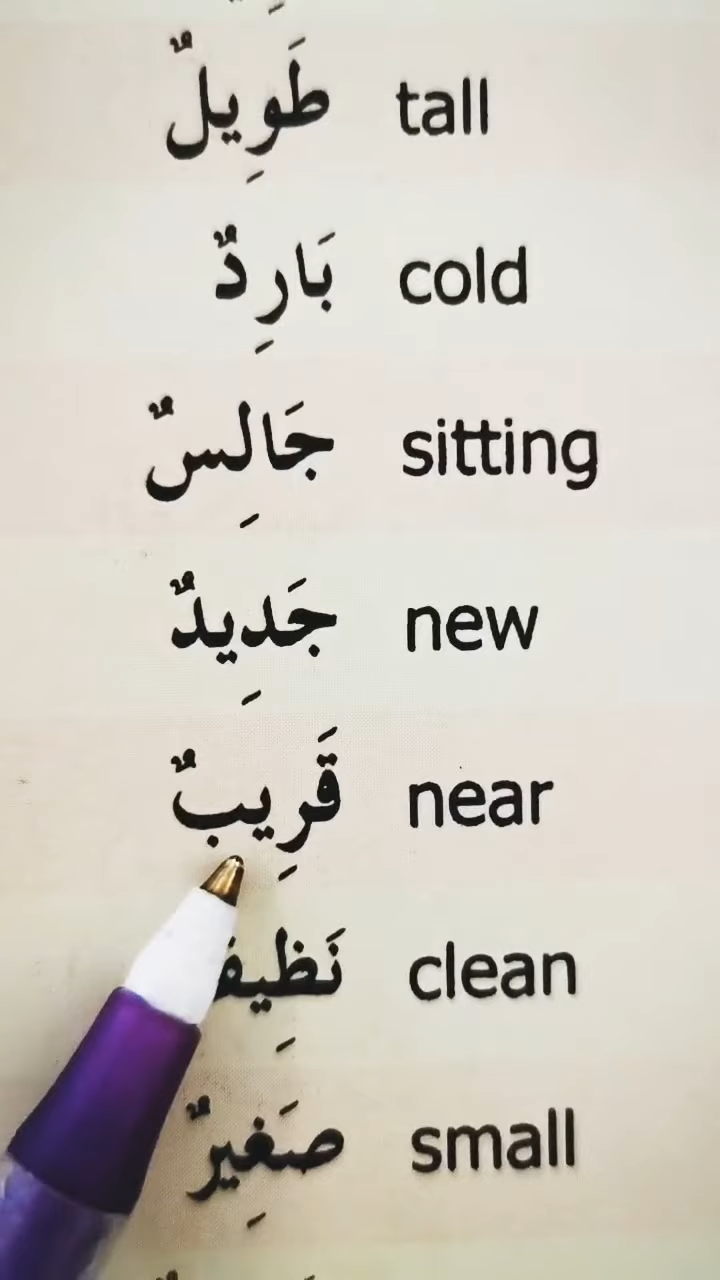 طَوِيلٌ tall
بَارِدٌ cold
جَالِسٌ sitting
جَدِيدٌ new
قَرِيبٌ near
clean
صَغِيرٌ small